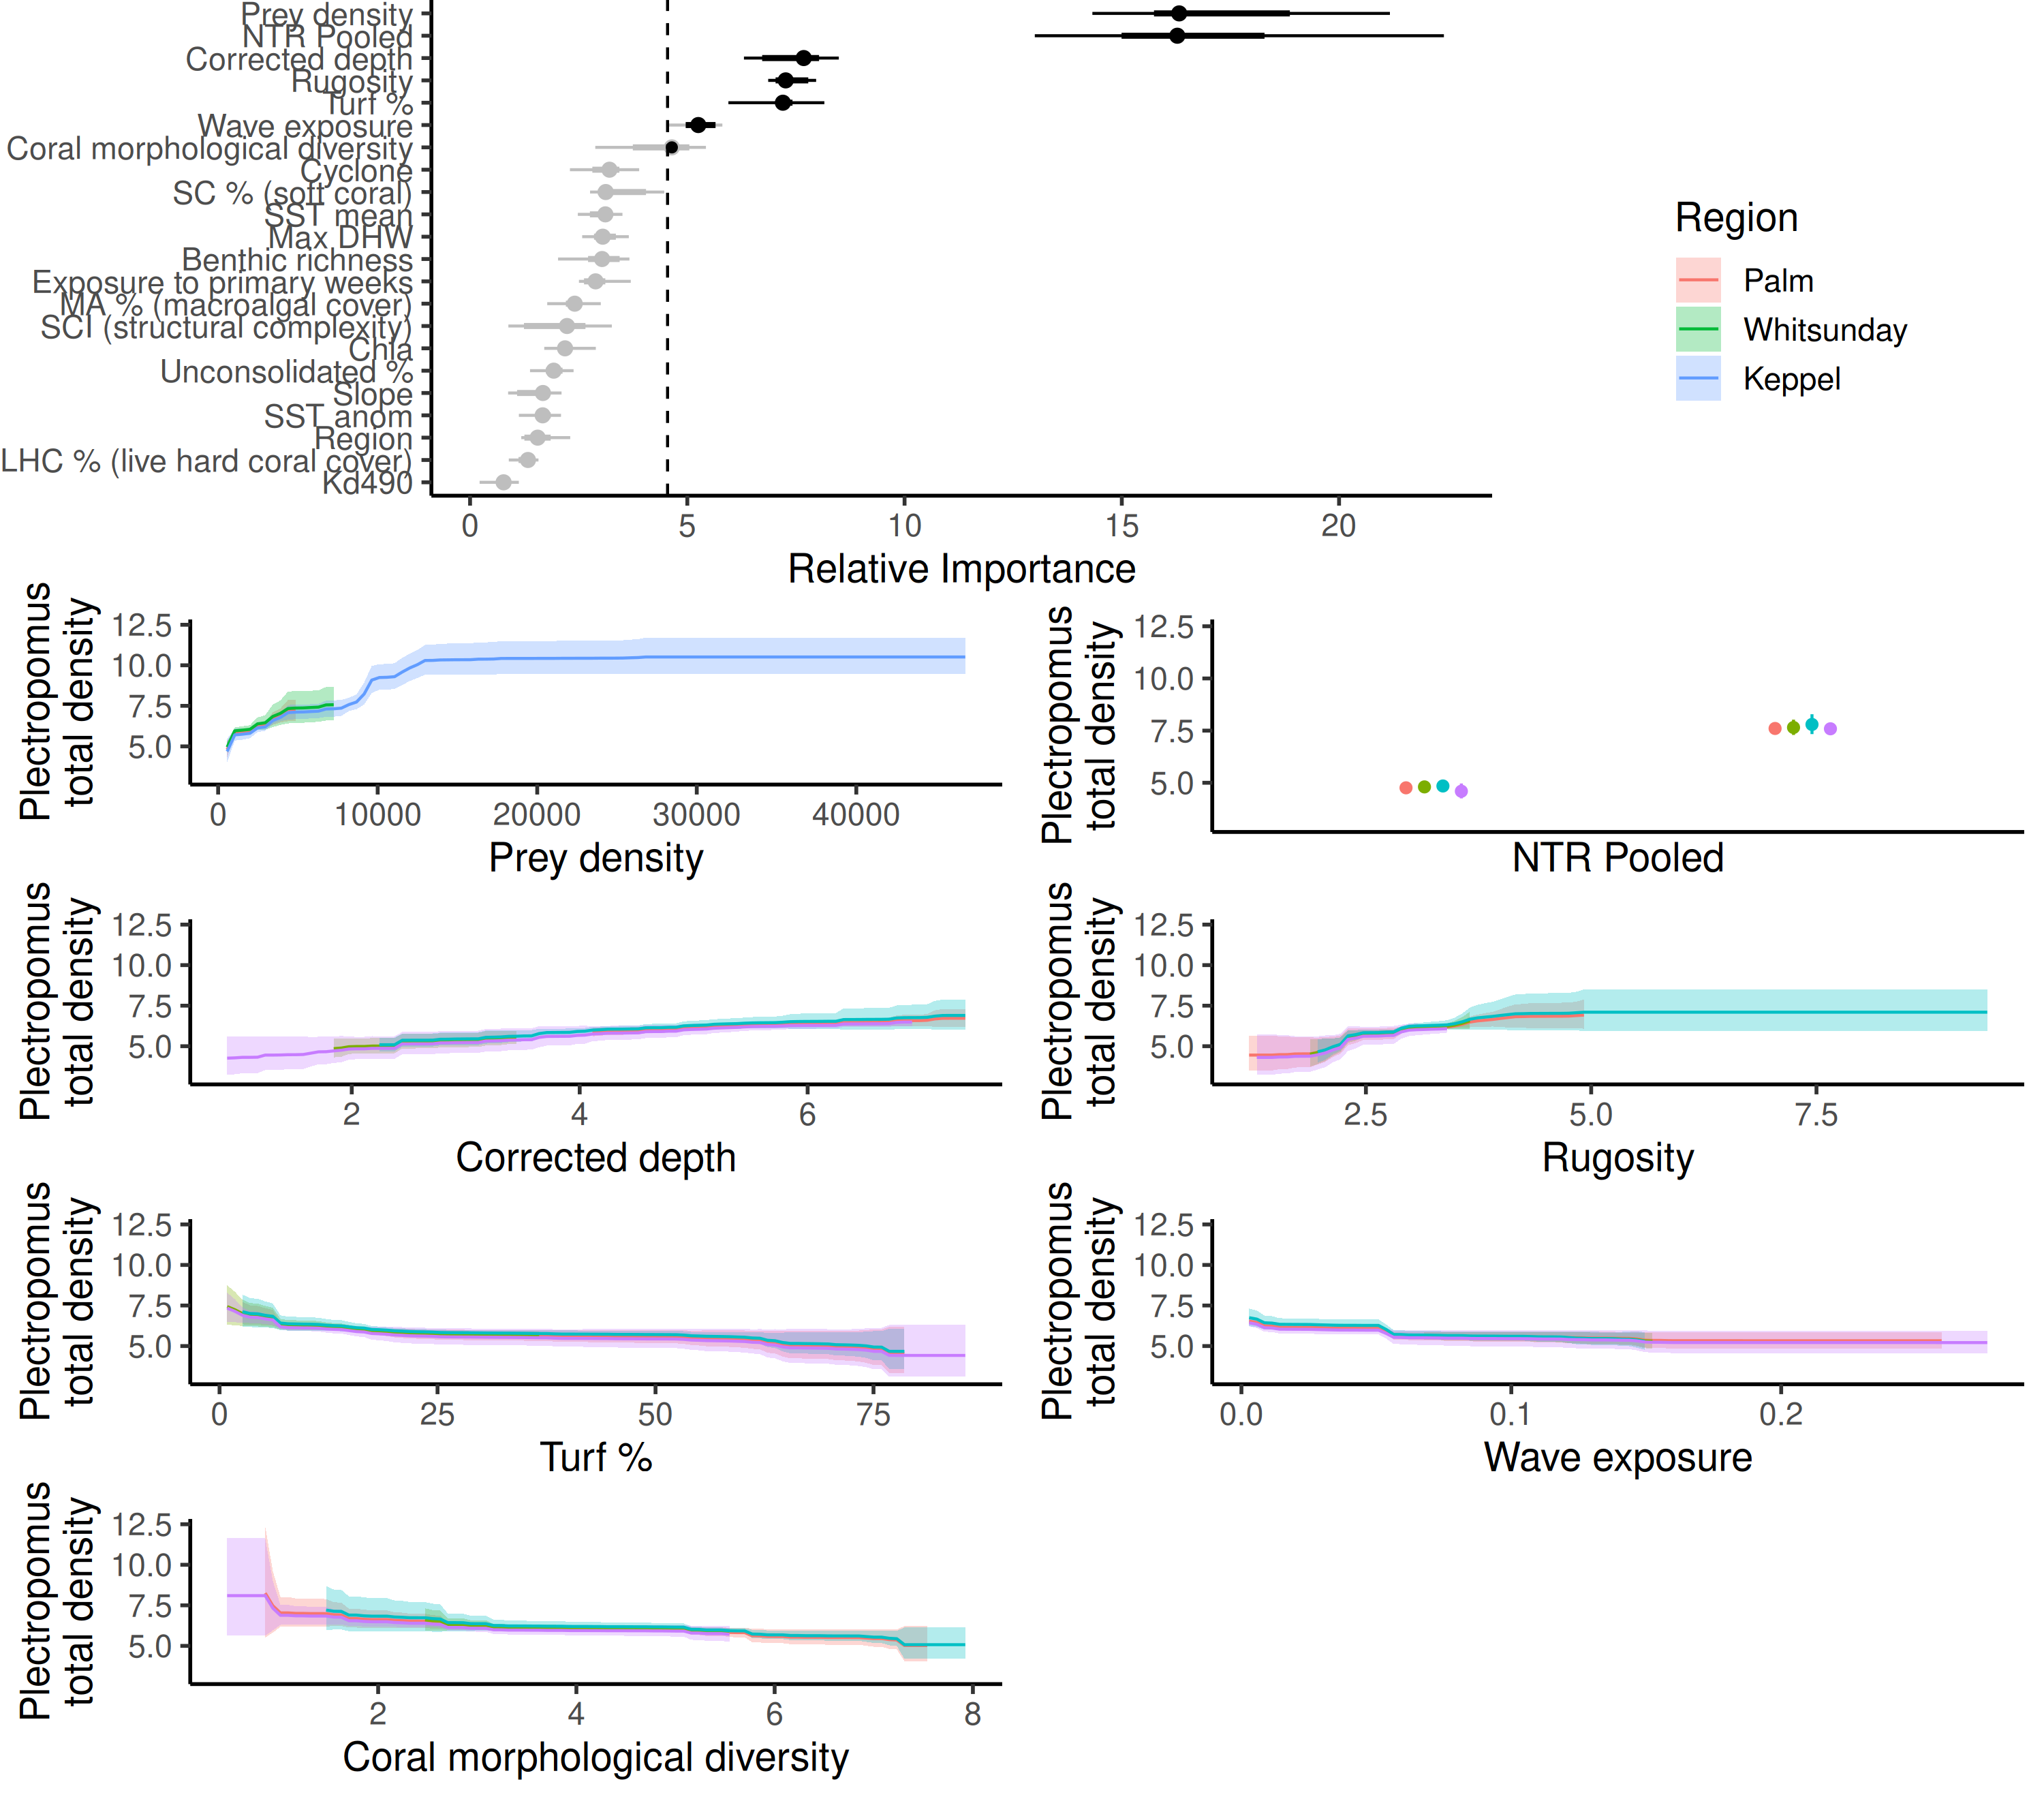 Prey density
NTR Pooled
Corrected depth
Rugosity
Turf %
Wave exposure
Coral morphological diversity
Cyclone
SC % (soft coral)
SST mean
Max DHW
Benthic richness
Exposure to primary weeks
MA % (macroalgal cover)
SCI (structural complexity)
Chla
Unconsolidated %
Slope
SST anom
Region
LHC % (live hard coral cover)
Kd490
0 5 10 15 20
Relative Importance
Region
Palm
Whitsunday
Keppel
Plectropomus
total density
12.5
10.0
7.5
5.0
0 10000 20000 30000 40000
Prey density
Plectropomus
total density
12.5
10.0
7.5
5.0
NTR Pooled
Plectropomus
total density
12.5
10.0
7.5
5.0
2 4 6
Corrected depth
Plectropomus
total density
12.5
10.0
7.5
5.0
2.5 5.0 7.5
Rugosity
Plectropomus
total density
12.5
10.0
7.5
5.0
0 25 50 75
Turf %
Plectropomus
total density
12.5
10.0
7.5
5.0
0.0 0.1 0.2
Wave exposure
Plectropomus
total density
12.5
10.0
7.5
5.0
2 4 6 8
Coral morphological diversity